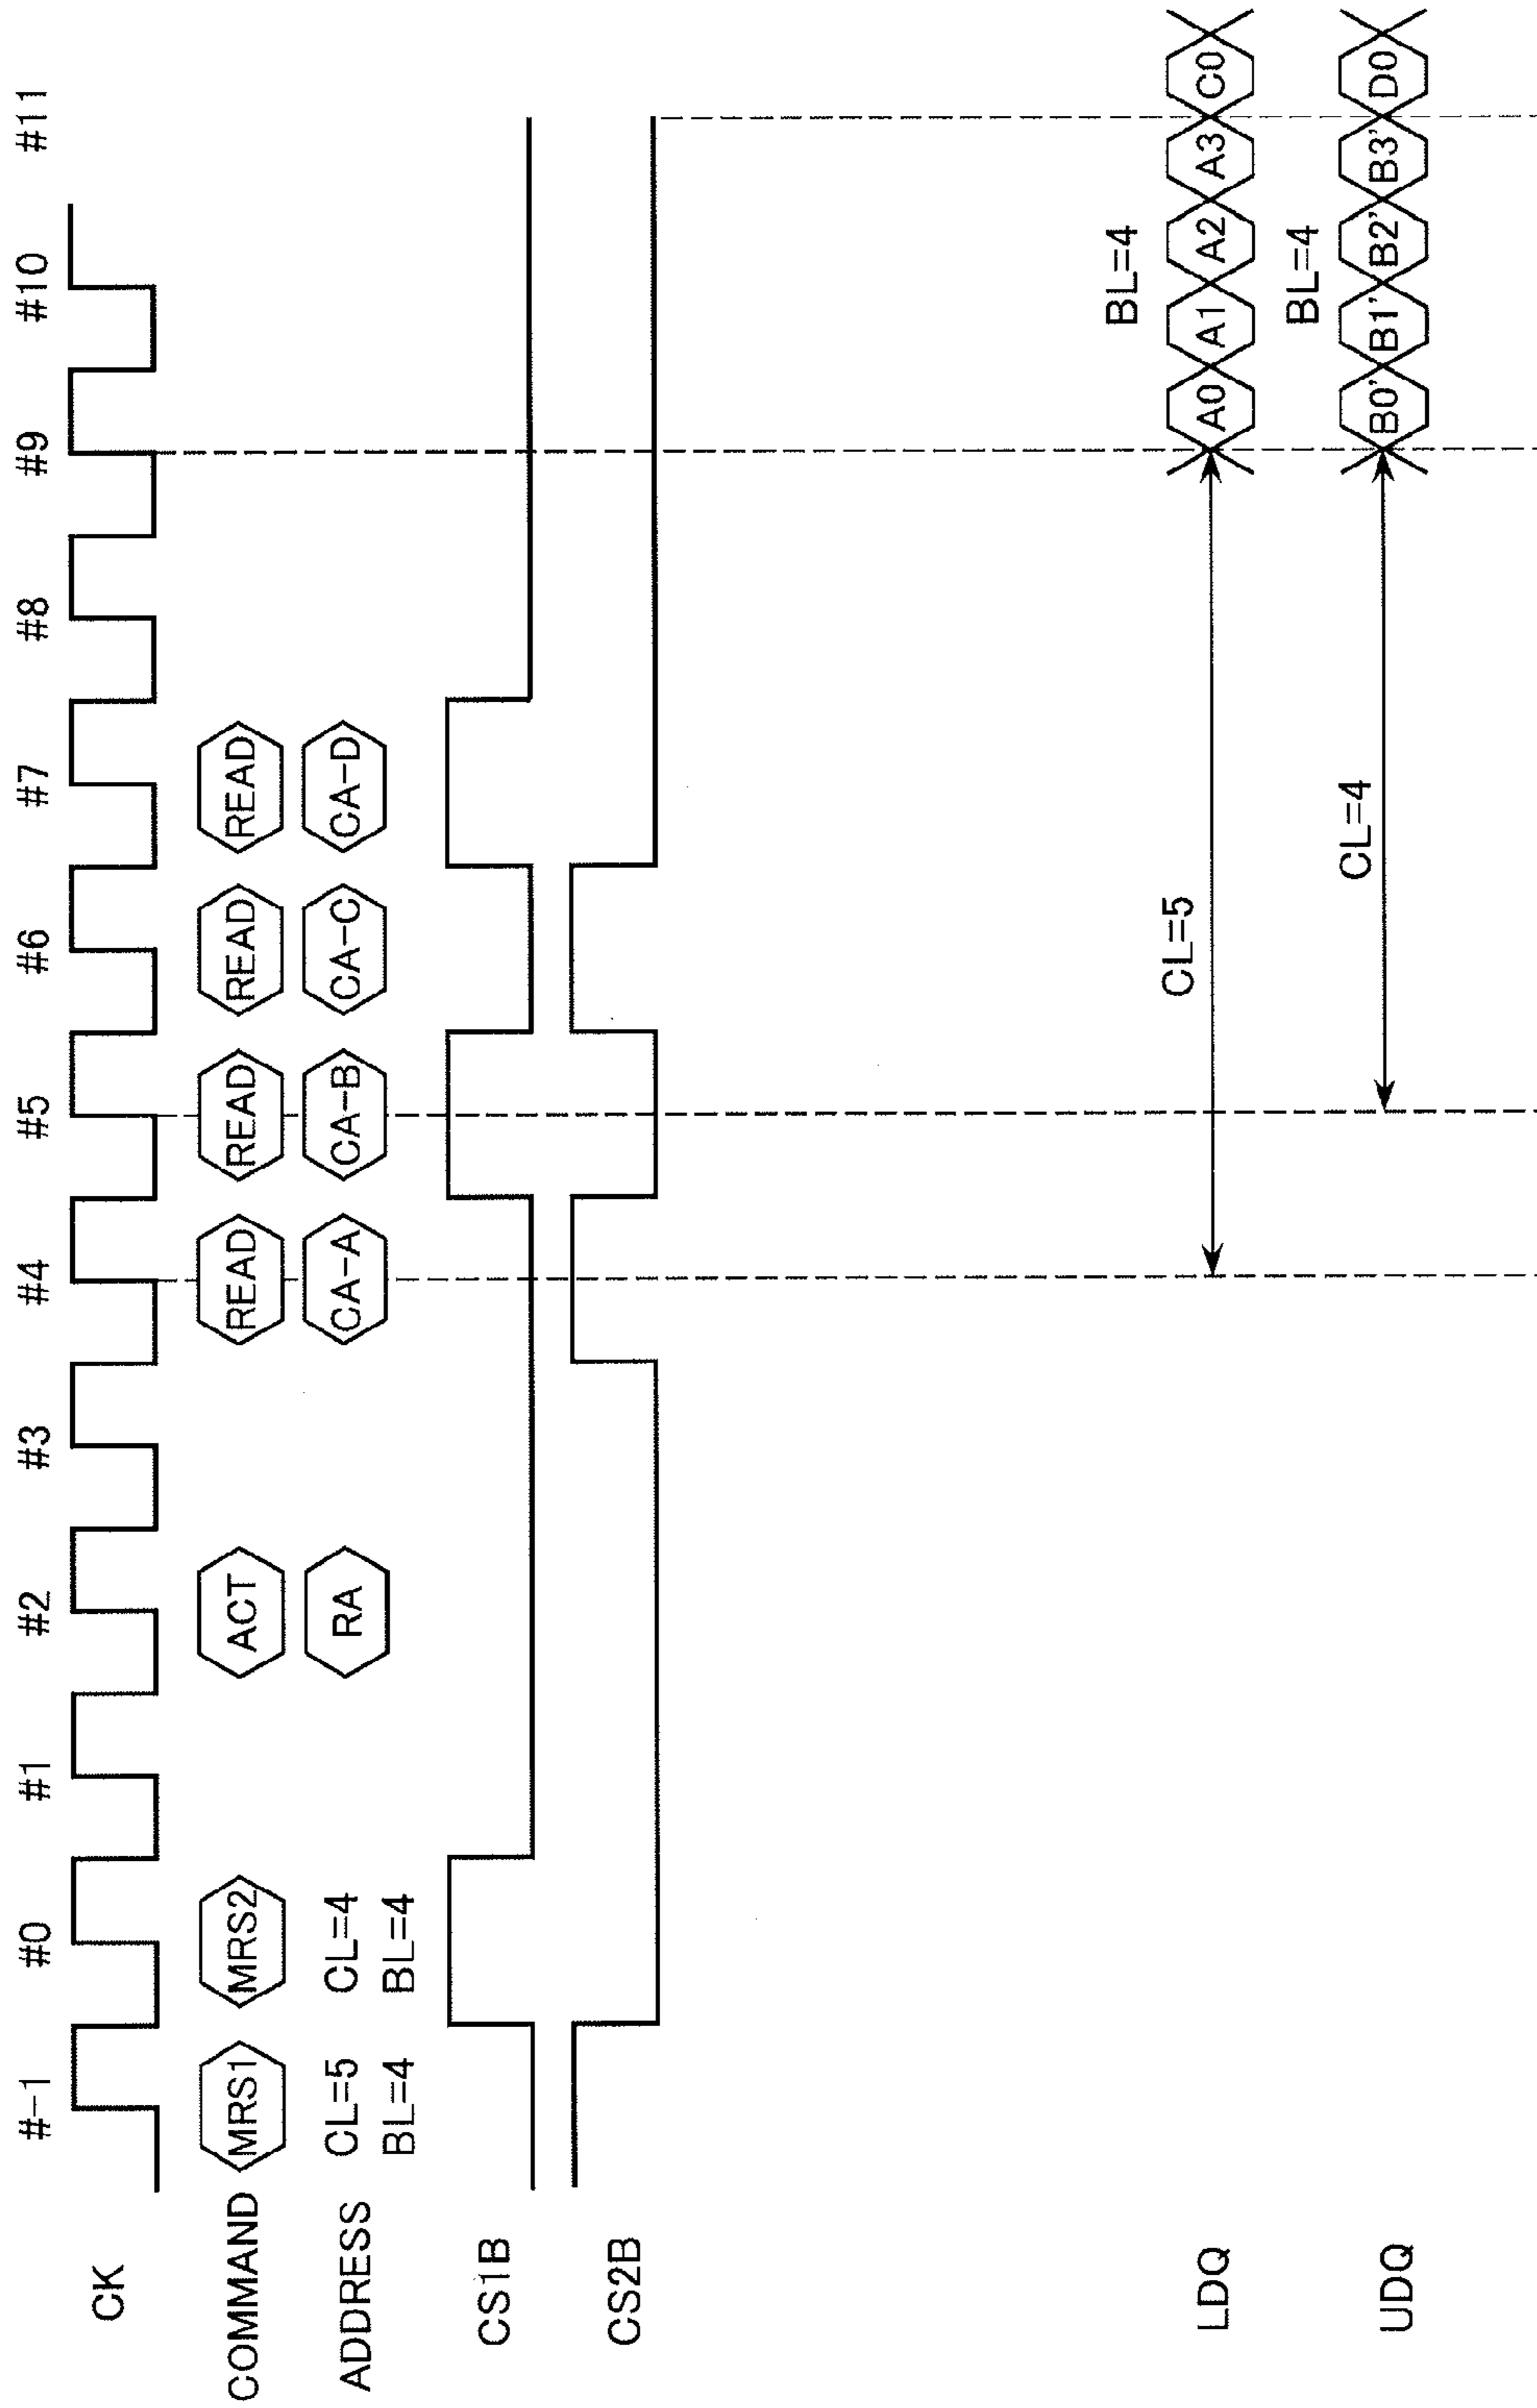 #-1 #0 #1 #2 #3 #4 #5 #6 #7 #8 #9 #10 #11
CK
COMMAND MRS1 MRS2 ACT READ READ READ READ
ADDRESS CL=5 CL=4 RA CA-A CA-B CA-C CA-D
BL=4 BL=4
CS1B
CS2B
BL=4
CL=5
LDQ A0 A1 A2 A3 C0
BL=4
CL=4
UDQ B0' B1' B2' B3' D0